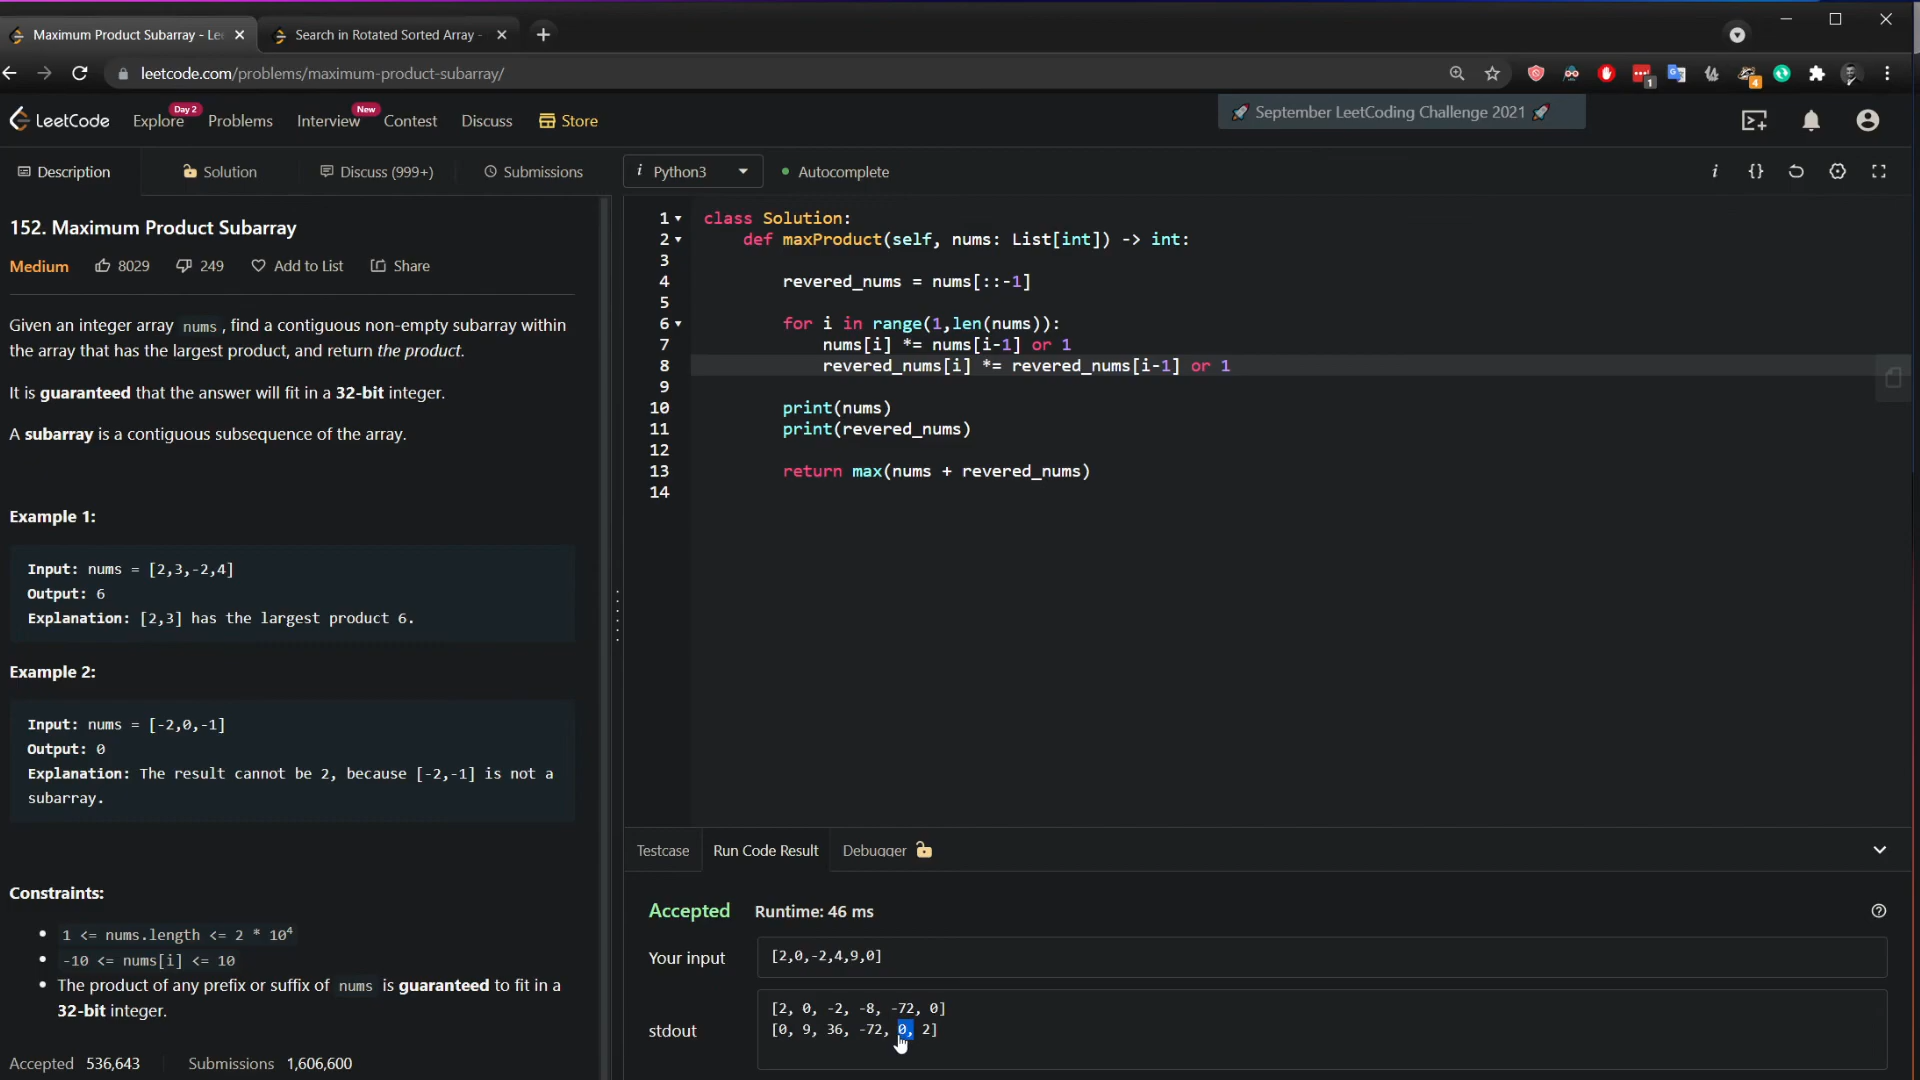 Maximum Product Subarray - Lee
Search in Rotated Sorted Array -
leetcode.com/problems/maximum-product-subarray/
1
4
LeetCode
Explore
Day 2
Problems
Interview
New
Contest
Discuss
Store
🚀 September LeetCoding Challenge 2021 🚀
Description
Solution
Discuss (999+)
Submissions
i Python3
Autocomplete
i
{}
152. Maximum Product Subarray
Medium
8029
249
Add to List
Share
Given an integer array nums, find a contiguous non-empty subarray within
the array that has the largest product, and return the product.
It is guaranteed that the answer will fit in a 32-bit integer.
A subarray is a contiguous subsequence of the array.
Example 1:
Input: nums = [2,3,-2,4]
Output: 6
Explanation: [2,3] has the largest product 6.
Example 2:
Input: nums = [-2,0,-1]
Output: 0
Explanation: The result cannot be 2, because [-2,-1] is not a
subarray.
Constraints:
1 <= nums.length <= 2 * 10⁴
-10 <= nums[i] <= 10
The product of any prefix or suffix of nums is guaranteed to fit in a
32-bit integer.
Accepted 536,643
Submissions 1,606,600
1 class Solution:
2 def maxProduct(self, nums: List[int]) -> int:
3
4 revered_nums = nums[::-1]
5
6 for i in range(1,len(nums)):
7 nums[i] *= nums[i-1] or 1
8 revered_nums[i] *= revered_nums[i-1] or 1
9
10 print(nums)
11 print(revered_nums)
12
13 return max(nums + revered_nums)
14
Testcase
Run Code Result
Debugger
Accepted
Runtime: 46 ms
Your input
[2,0,-2,4,9,0]
stdout
[2, 0, -2, -8, -72, 0]
[0, 9, 36, -72, 0, 2]